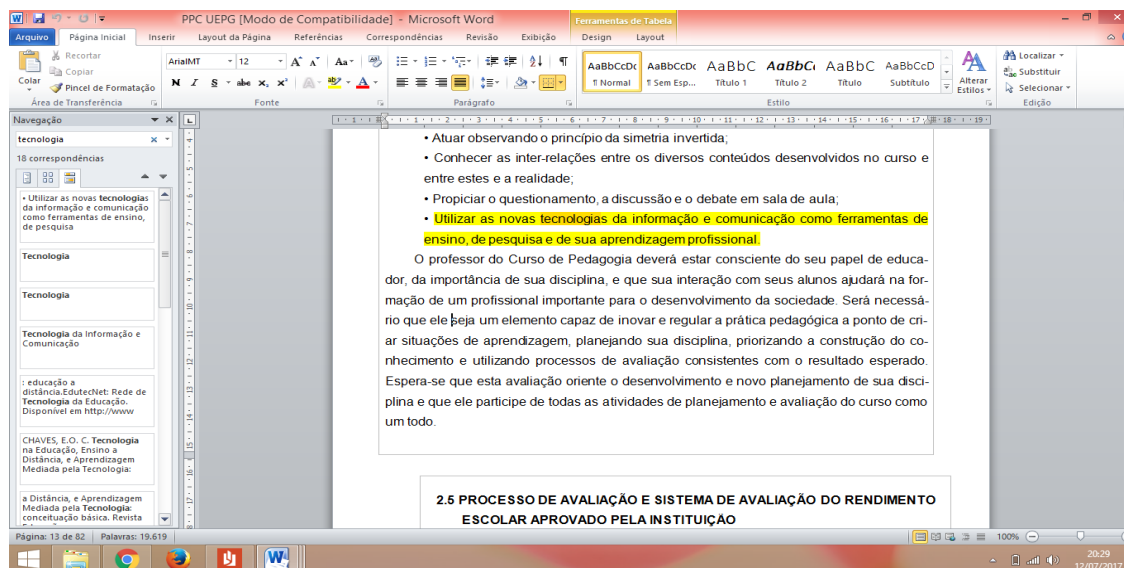 PPC UEPG [Modo de Compatibilidade] - Microsoft Word
Ferramentas de Tabela
Arquivo Página Inicial Inserir Layout da Página Referências Correspondências Revisão Exibição Design Layout
Recortar
Copiar
Pincel de Formatação
Colar
Área de Transferência
ArialMT 12
N I S abc x₂ x²
Fonte
Parágrafo
AaBbCcDc AaBbCcDc AaBbC AaBbCc AaBbC AaBbCcD
¶ Normal ¶ Sem Esp... Título 1 Título 2 Título Subtítulo
Alterar
Estilos
Estilo
Localizar
Substituir
Selecionar
Edição
Navegação
tecnologia
18 correspondências
• Utilizar as novas tecnologias
da informação e comunicação
como ferramentas de ensino,
de pesquisa
Tecnologia
Tecnologia
Tecnologia da Informação e
Comunicação
: educação a
distância.EdutecNet: Rede de
Tecnologia da Educação.
Disponível em http://www
CHAVES, E.O. C. Tecnologia
na Educação, Ensino a
Distância, e Aprendizagem
Mediada pela Tecnologia:
a Distância, e Aprendizagem
Mediada pela Tecnologia:
conceituação básica. Revista
• Atuar observando o princípio da simetria invertida;
• Conhecer as inter-relações entre os diversos conteúdos desenvolvidos no curso e
entre estes e a realidade;
• Propiciar o questionamento, a discussão e o debate em sala de aula;
• Utilizar as novas tecnologias da informação e comunicação como ferramentas de
ensino, de pesquisa e de sua aprendizagem profissional.
O professor do Curso de Pedagogia deverá estar consciente do seu papel de educa-
dor, da importância de sua disciplina, e que sua interação com seus alunos ajudará na for-
mação de um profissional importante para o desenvolvimento da sociedade. Será necessá-
rio que ele seja um elemento capaz de inovar e regular a prática pedagógica a ponto de cri-
ar situações de aprendizagem, planejando sua disciplina, priorizando a construção do co-
nhecimento e utilizando processos de avaliação consistentes com o resultado esperado.
Espera-se que esta avaliação oriente o desenvolvimento e novo planejamento de sua disci-
plina e que ele participe de todas as atividades de planejamento e avaliação do curso como
um todo.
2.5 PROCESSO DE AVALIAÇÃO E SISTEMA DE AVALIAÇÃO DO RENDIMENTO
ESCOLAR APROVADO PELA INSTITUIÇÃO
Página: 13 de 82 Palavras: 19.619
100%
20:29
12/07/2017